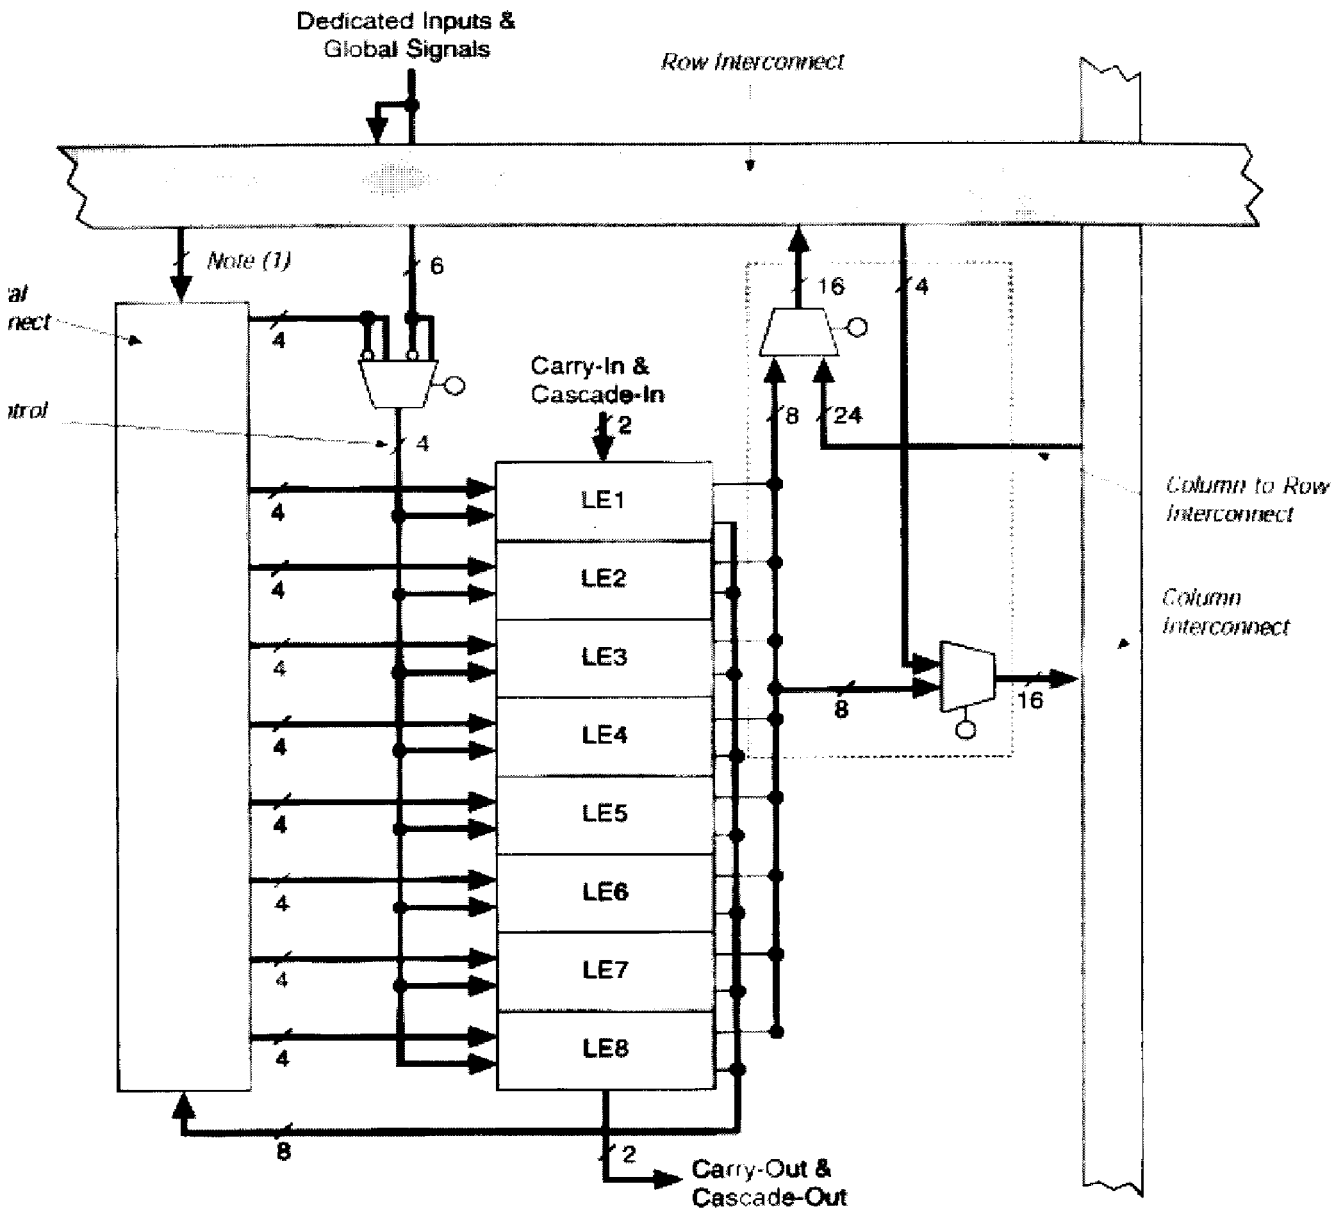 Dedicated Inputs &
Global Signals
Row Interconnect
Note (1)
6
16
4
4
Carry-In &
Cascade-In
2
8
24
4
LE1
4
Column to Row
Interconnect
LE2
4
Column
Interconnect
LE3
4
8
16
LE4
4
LE5
4
LE6
4
LE7
4
LE8
4
8
2
Carry-Out &
Cascade-Out